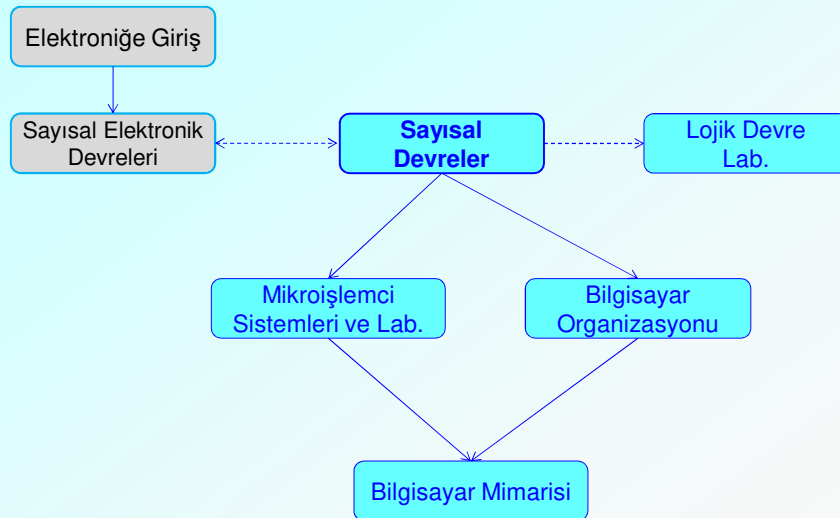 Elektroniğe Giriş
Sayısal Elektronik
Devreleri
Sayısal
Devreler
Lojik Devre
Lab.
Mikroişlemci
Sistemleri ve Lab.
Bilgisayar
Organizasyonu
Bilgisayar Mimarisi